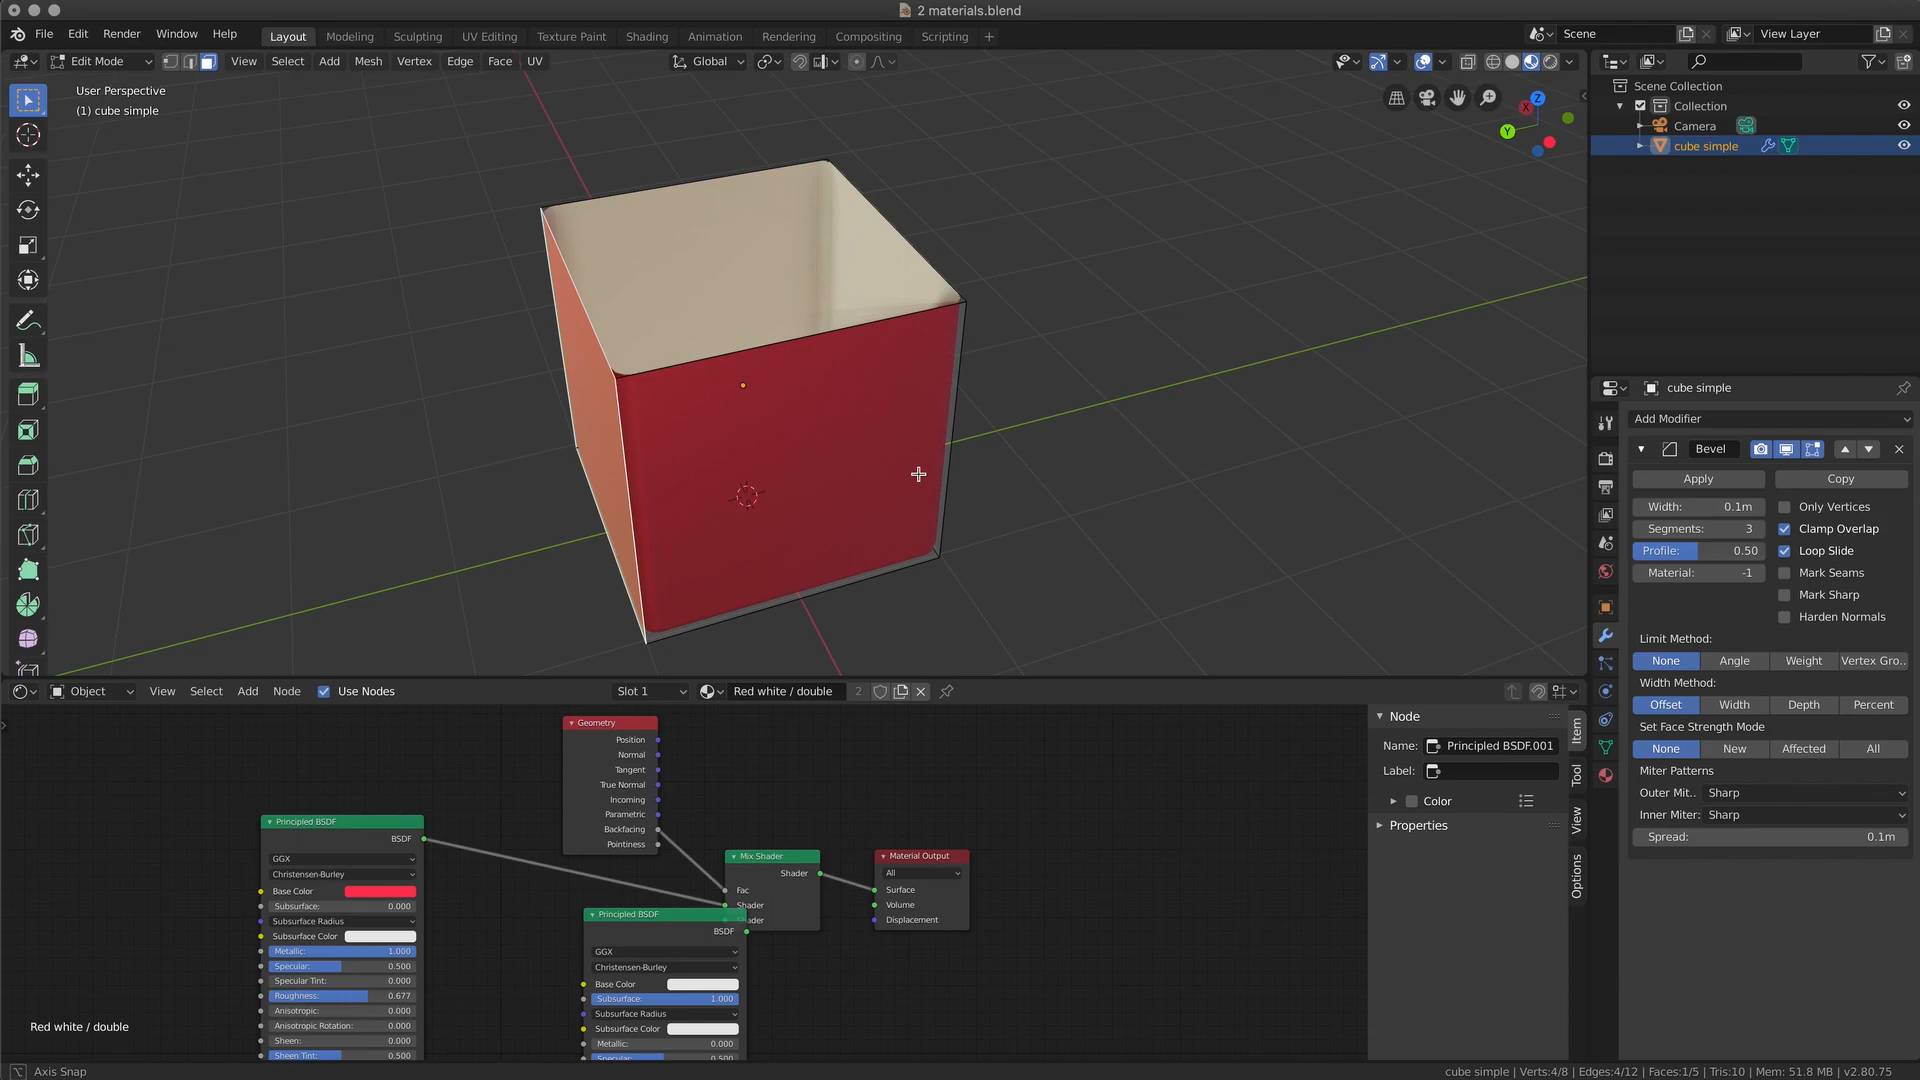 2 materials.blend
File Edit Render Window Help Layout Modeling Sculpting UV Editing Texture Paint Shading Animation Rendering Compositing Scripting + Scene View Layer
Edit Mode View Select Add Mesh Vertex Edge Face UV Global
User Perspective
(1) cube simple
Z
X
Y
Scene Collection
Collection
Camera
cube simple
cube simple
Add Modifier
Bevel
Apply Copy
Width: 0.1m Only Vertices
Segments: 3 Clamp Overlap
Profile: 0.50 Loop Slide
Material: -1 Mark Seams
Mark Sharp
Harden Normals
Limit Method:
None Angle Weight Vertex Gro..
Width Method:
Offset Width Depth Percent
Set Face Strength Mode
None New Affected All
Miter Patterns
Outer Mit.. Sharp
Inner Miter: Sharp
Spread: 0.1m
Object View Select Add Node Use Nodes Slot 1 Red white / double 2
Geometry
Position
Normal
Tangent
True Normal
Incoming
Parametric
Backfacing
Pointiness
Principled BSDF
BSDF
GGX
Christensen-Burley
Base Color
Subsurface: 0.000
Subsurface Radius
Subsurface Color
Metallic: 1.000
Specular: 0.500
Specular Tint: 0.000
Roughness: 0.677
Anisotropic: 0.000
Anisotropic Rotation: 0.000
Sheen: 0.000
Sheen Tint: 0.500
Mix Shader
Shader
Fac
Shader
Material Output
All
Surface
Volume
Displacement
Principled BSDF
BSDF
GGX
Christensen-Burley
Base Color
Subsurface: 1.000
Subsurface Radius
Subsurface Color
Metallic: 0.000
Specular: 0.500
Node
Name: Principled BSDF.001
Label:
Color
Properties
Item
Tool
View
Options
Red white / double
Axis Snap
cube simple | Verts:4/8 | Edges:4/12 | Faces:1/5 | Tris:10 | Mem: 51.8 MB | v2.80.75